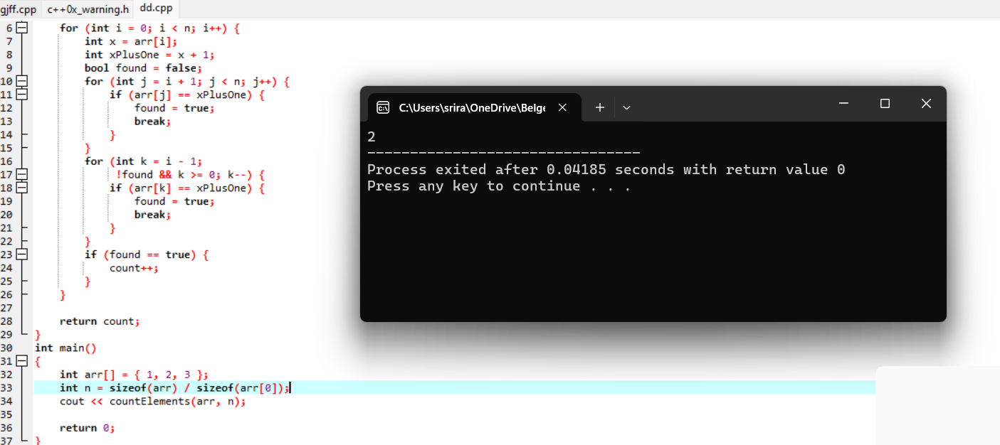 gjff.cpp c++0x_warning.h dd.cpp
6 for (int i = 0; i < n; i++) {
7 int x = arr[i];
8 int xPlusOne = x + 1;
9 bool found = false;
10 for (int j = i + 1; j < n; j++) {
11 if (arr[j] == xPlusOne) {
12 found = true;
13 break;
14 }
15 }
16 for (int k = i - 1;
17 !found && k >= 0; k--) {
18 if (arr[k] == xPlusOne) {
19 found = true;
20 break;
21 }
22 }
23 if (found == true) {
24 count++;
25 }
26 }
27
28 return count;
29 }
30 int main()
31 {
32 int arr[] = { 1, 2, 3 };
33 int n = sizeof(arr) / sizeof(arr[0]);
34 cout << countElements(arr, n);
35
36 return 0;
37 }
C:\Users\srira\OneDrive\Belge
2
--------------------------------
Process exited after 0.04185 seconds with return value 0
Press any key to continue . . .